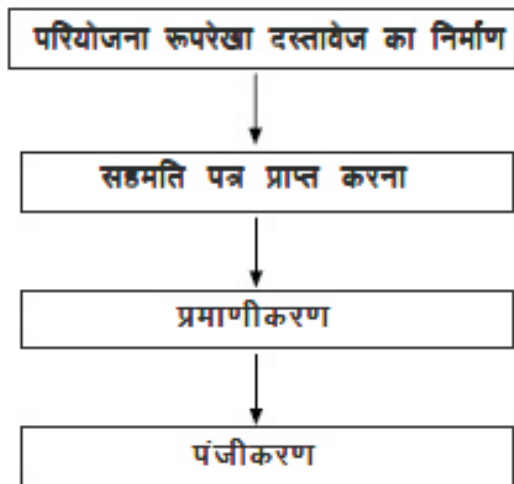 परियोजना रूपरेखा दस्तावेज का निर्माण
सहमति पत्र प्राप्त करना
प्रमाणीकरण
पंजीकरण